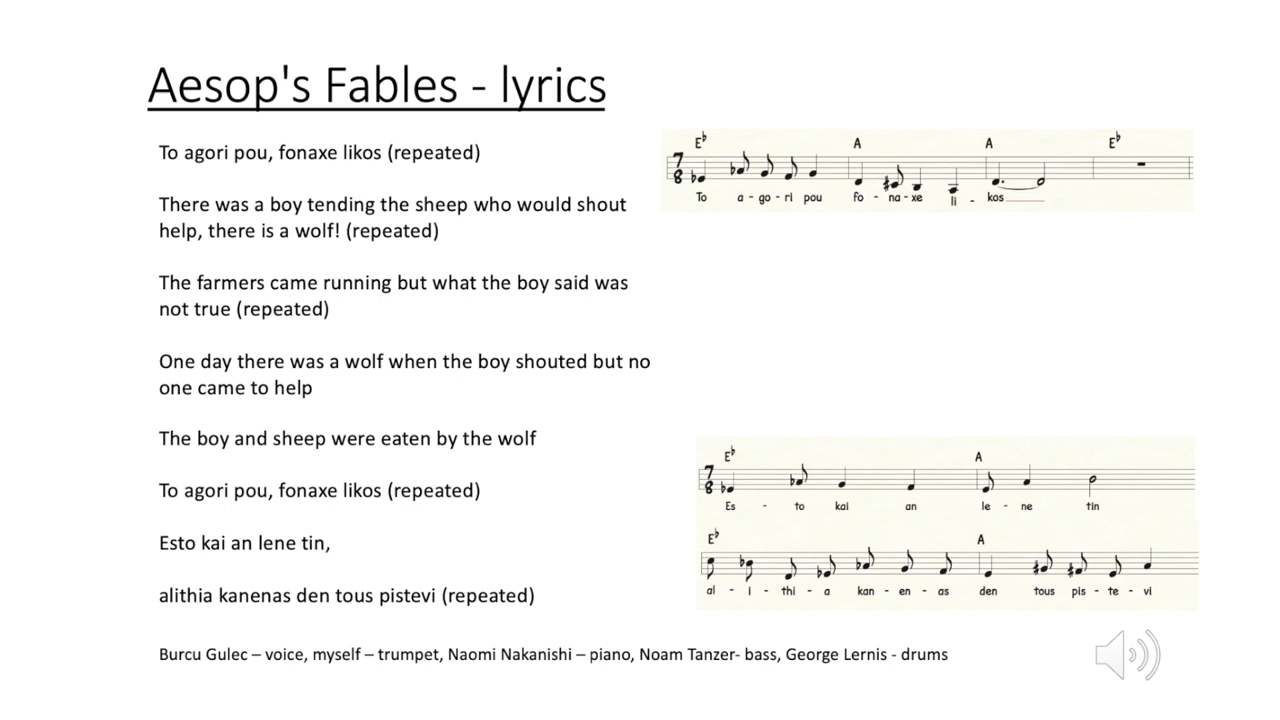 Aesop's Fables - lyrics
To agori pou, fonaxe likos (repeated)
There was a boy tending the sheep who would shout
help, there is a wolf! (repeated)
The farmers came running but what the boy said was
not true (repeated)
One day there was a wolf when the boy shouted but no
one came to help
The boy and sheep were eaten by the wolf
To agori pou, fonaxe likos (repeated)
Esto kai an lene tin,
alithia kanenas den tous pistevi (repeated)
E♭ A A E♭
7
8
To a - go - ri pou fo - na - xe li - kos
E♭ A
7
8
Es - to kai an le - ne tin
E♭ A
al - i - thi - a kan - en - as den tous pis - te - vi
Burcu Gulec – voice, myself – trumpet, Naomi Nakanishi – piano, Noam Tanzer- bass, George Lernis - drums